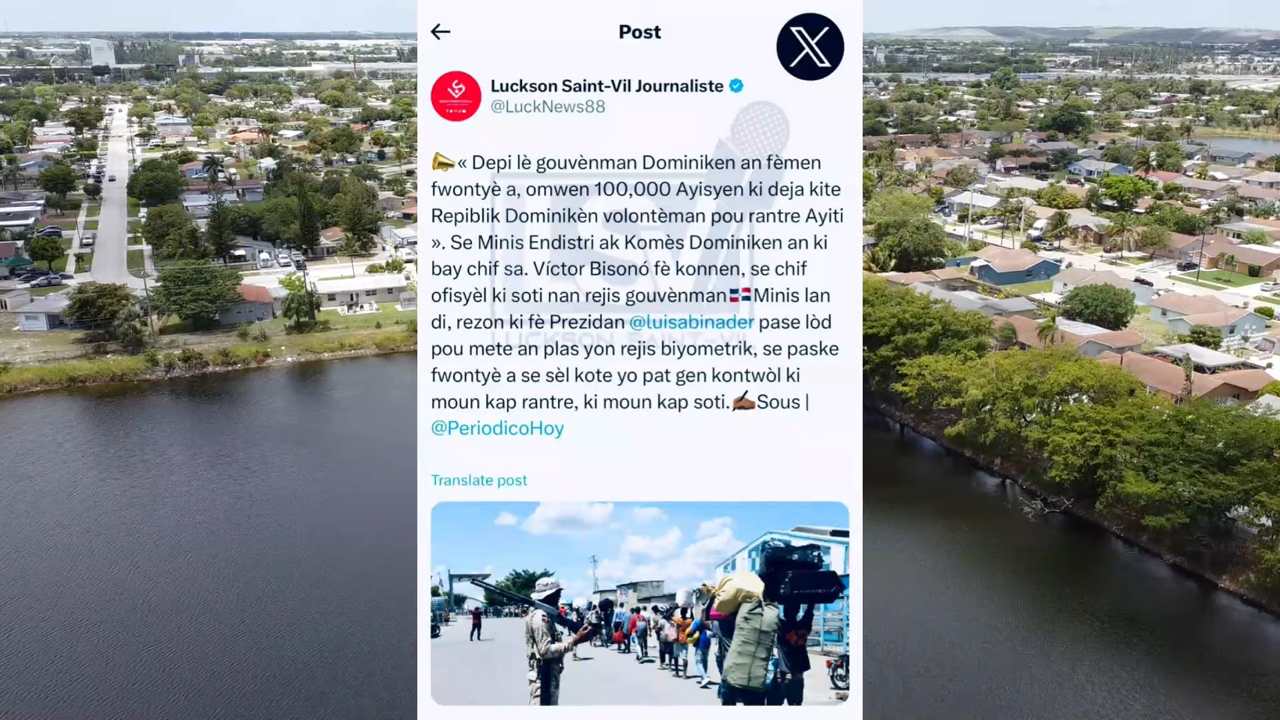 Post
Luckson Saint-Vil Journaliste
@LuckNews88
« Depi lè gouvènman Dominiken an fèmen
fwontyè a, omwen 100,000 Ayisyen ki deja kite
Repiblik Dominikèn volontèman pou rantre Ayiti
». Se Minis Endistri ak Komès Dominiken an ki
bay chif sa. Víctor Bisonó fè konnen, se chif
ofisyèl ki soti nan rejis gouvènman Minis lan
di, rezon ki fè Prezidan @luisabinader pase lòd
pou mete an plas yon rejis biyometrik, se paske
fwontyè a se sèl kote yo pat gen kontwòl ki
moun kap rantre, ki moun kap soti. Sous |
@PeriodicoHoy
Translate post
LS
LUCKSON SAINT-VIL